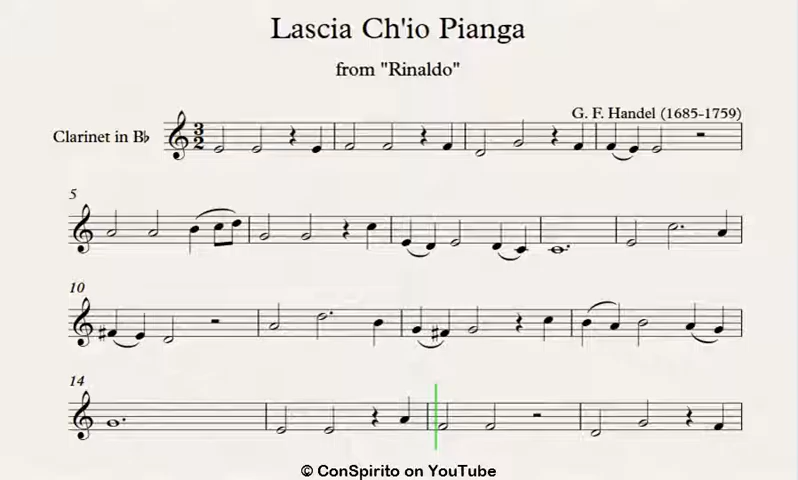 Lascia Ch'io Pianga
from "Rinaldo"
G. F. Handel (1685-1759)
Clarinet in B♭
3
2
5
10
14
© ConSpirito on YouTube